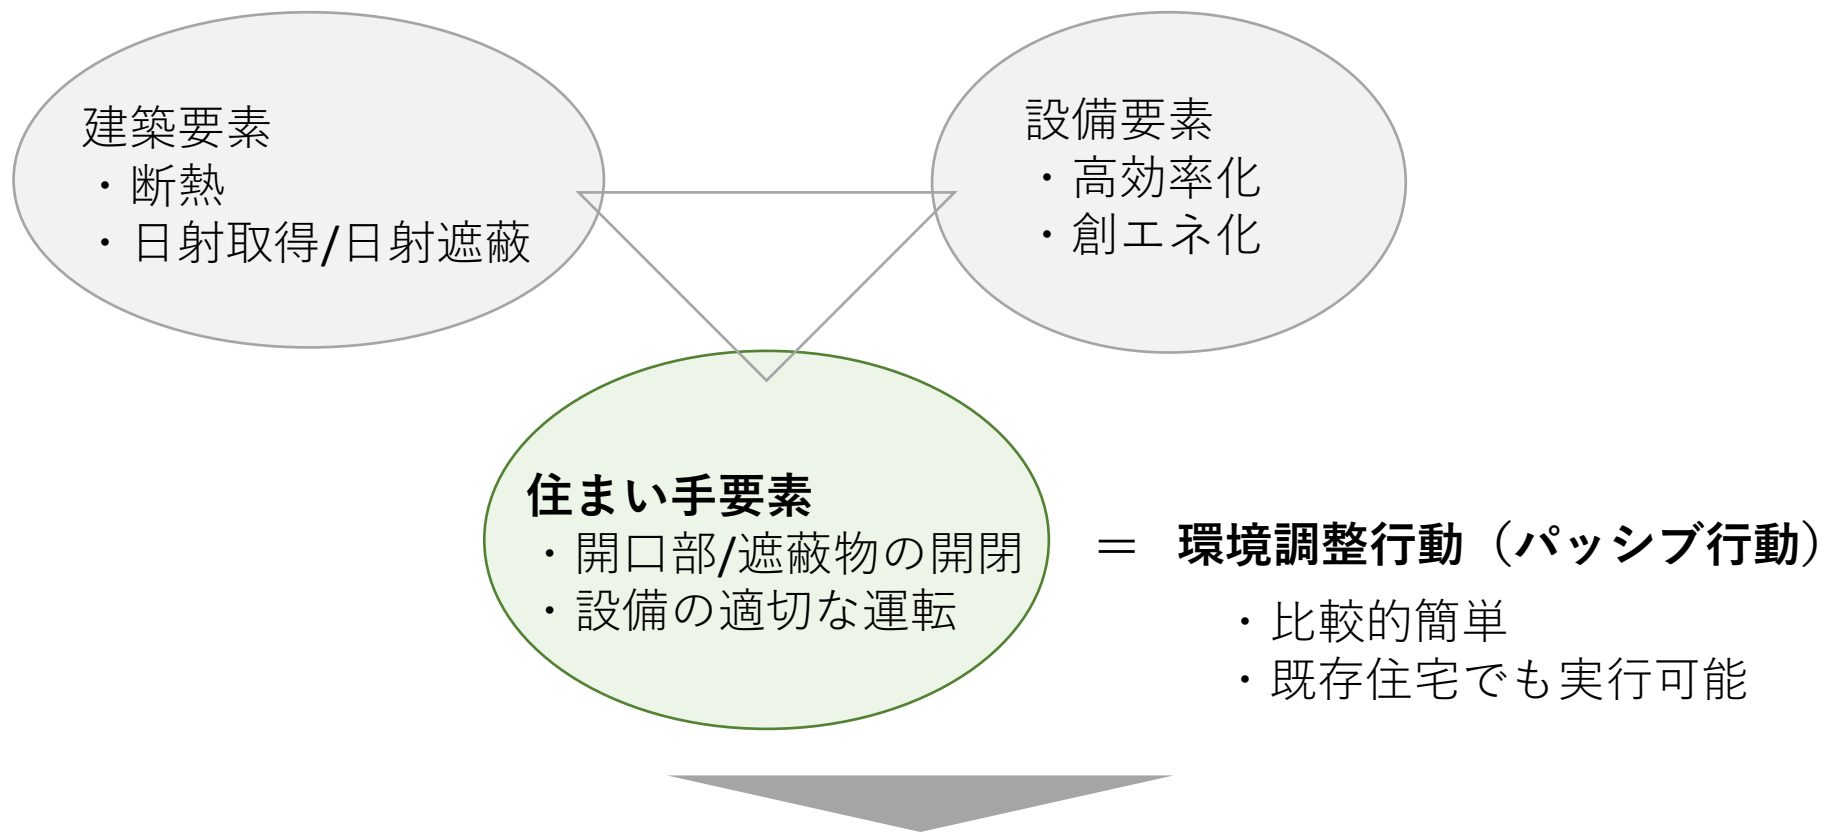 建築要素
・断熱
・日射取得/日射遮蔽
設備要素
・高効率化
・創エネ化
住まい手要素
・開口部/遮蔽物の開閉
・設備の適切な運転
＝ 環境調整行動（パッシブ行動）
・比較的簡単
・既存住宅でも実行可能